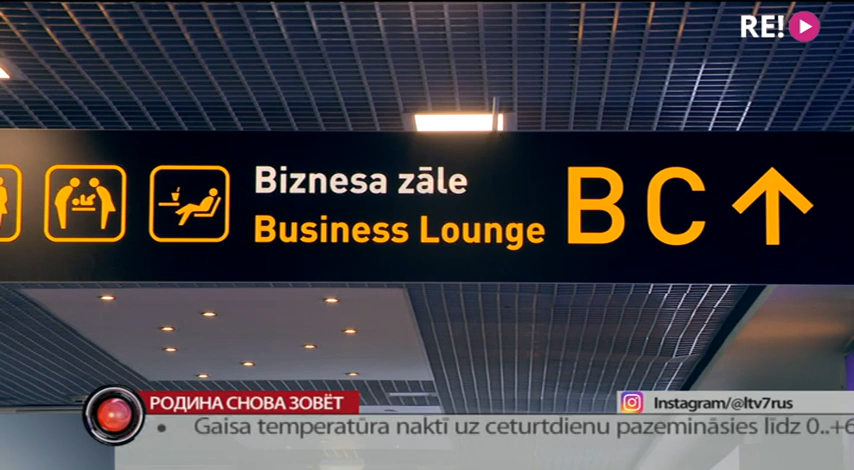 RE!
Biznesa zāle
Business Lounge
BC
РОДИНА СНОВА ЗОВЁТ
Instagram/@ltv7rus
• Gaisa temperatūra naktī uz ceturtdienu pazemināsies līdz 0..+6